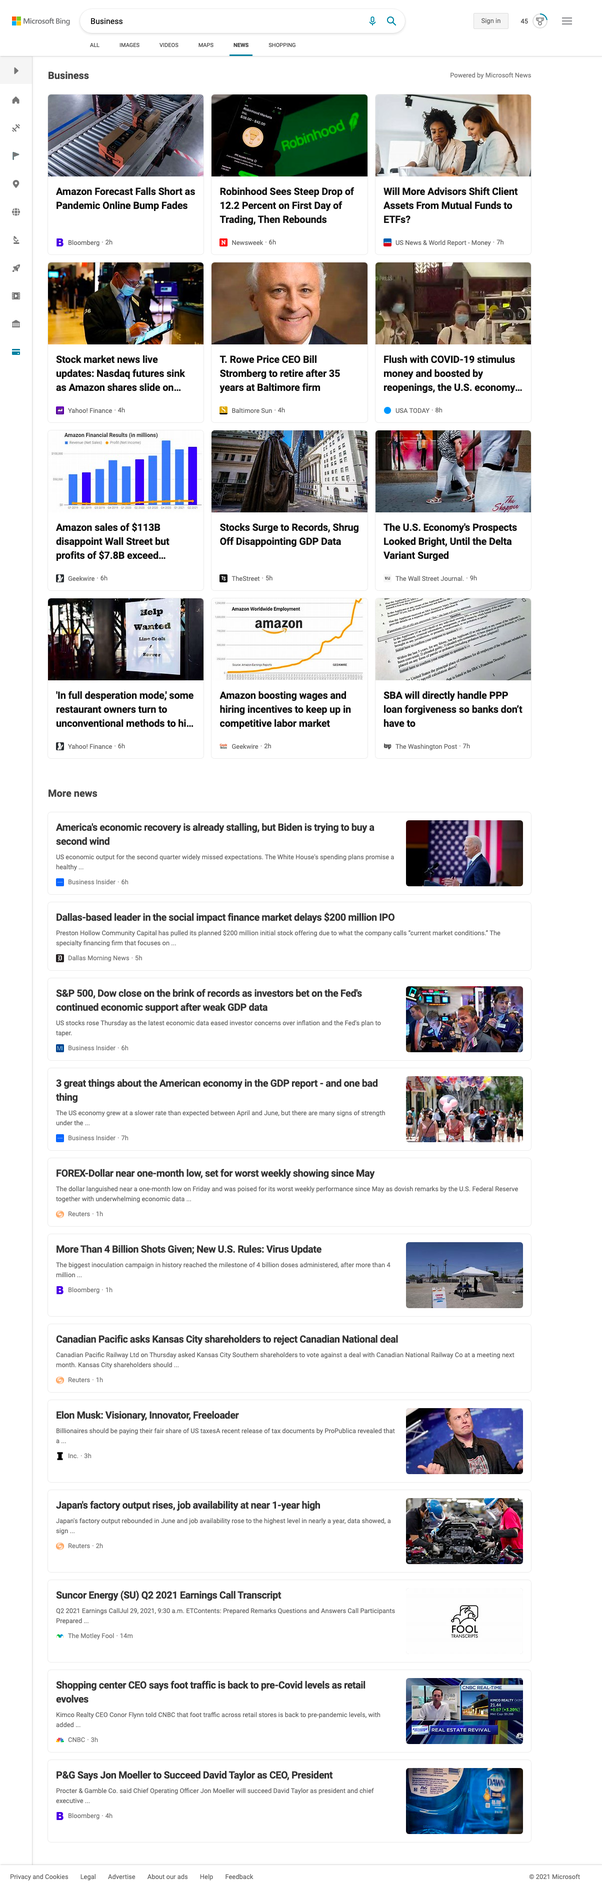 Microsoft Bing
Business
Sign in
45
ALL
IMAGES
VIDEOS
MAPS
NEWS
SHOPPING
Business
Powered by Microsoft News
Robinhood
Amazon Forecast Falls Short as
Pandemic Online Bump Fades
Bloomberg · 2h
Robinhood Sees Steep Drop of
12.2 Percent on First Day of
Trading, Then Rebounds
Newsweek · 6h
Will More Advisors Shift Client
Assets From Mutual Funds to
ETFs?
US News & World Report - Money · 7h
Stock market news live
updates: Nasdaq futures sink
as Amazon shares slide on...
Yahoo! Finance · 4h
T. Rowe Price CEO Bill
Stromberg to retire after 35
years at Baltimore firm
Baltimore Sun · 4h
Flush with COVID-19 stimulus
money and boosted by
reopenings, the U.S. economy...
USA TODAY · 8h
Amazon Financial Results (in millions)
Amazon sales of $113B
disappoint Wall Street but
profits of $7.8B exceed...
Geekwire · 6h
Stocks Surge to Records, Shrug
Off Disappointing GDP Data
TheStreet · 5h
The U.S. Economy's Prospects
Looked Bright, Until the Delta
Variant Surged
The Wall Street Journal. · 9h
Help
Wanted
Line Cook
Server
Amazon Worldwide Employment
amazon
'In full desperation mode,' some
restaurant owners turn to
unconventional methods to hi...
Yahoo! Finance · 6h
Amazon boosting wages and
hiring incentives to keep up in
competitive labor market
Geekwire · 2h
SBA will directly handle PPP
loan forgiveness so banks don't
have to
The Washington Post · 7h
More news
America's economic recovery is already stalling, but Biden is trying to buy a
second wind
US economic output for the second quarter widely missed expectations. The White House's spending plans promise a
healthy ...
Business Insider · 6h
Dallas-based leader in the social impact finance market delays $200 million IPO
Preston Hollow Community Capital has pulled its planned $200 million initial stock offering due to what the company calls "current market conditions." The
specialty financing firm that focuses on ...
Dallas Morning News · 5h
S&P 500, Dow close on the brink of records as investors bet on the Fed's
continued economic support after weak GDP data
US stocks rose Thursday as the latest economic data eased investor concerns over inflation and the Fed's plan to
taper.
Business Insider · 6h
3 great things about the American economy in the GDP report - and one bad
thing
The US economy grew at a slower rate than expected between April and June, but there are many signs of strength
under the ...
Business Insider · 7h
FOREX-Dollar near one-month low, set for worst weekly showing since May
The dollar languished near a one-month low on Friday and was poised for its worst weekly performance since May as dovish remarks by the U.S. Federal Reserve
together with underwhelming economic data ...
Reuters · 1h
More Than 4 Billion Shots Given; New U.S. Rules: Virus Update
The biggest inoculation campaign in history reached the milestone of 4 billion doses administered, after more than 4
million ...
Bloomberg · 1h
Canadian Pacific asks Kansas City shareholders to reject Canadian National deal
Canadian Pacific Railway Ltd on Thursday asked Kansas City Southern shareholders to vote against a deal with Canadian National Railway Co at a meeting next
month. Kansas City shareholders should ...
Reuters · 1h
Elon Musk: Visionary, Innovator, Freeloader
Billionaires should be paying their fair share of US taxesA recent release of tax documents by ProPublica revealed that
a ...
Inc. · 3h
Japan's factory output rises, job availability at near 1-year high
Japan's factory output rebounded in June and job availability rose to the highest level in nearly a year, data showed, a
sign ...
Reuters · 2h
Suncor Energy (SU) Q2 2021 Earnings Call Transcript
Q2 2021 Earnings CallJul 29, 2021, 9:30 a.m. ETContents: Prepared Remarks Questions and Answers Call Participants
Prepared ...
The Motley Fool · 14m
FOOL
TRANSCRIPTS
Shopping center CEO says foot traffic is back to pre-Covid levels as retail
evolves
Kimco Realty CEO Conor Flynn told CNBC that foot traffic across retail stores is back to pre-pandemic levels, with
added ...
CNBC · 3h
CNBC REAL-TIME
REAL ESTATE REVIVAL
P&G Says Jon Moeller to Succeed David Taylor as CEO, President
Procter & Gamble Co. said Chief Operating Officer Jon Moeller will succeed David Taylor as president and chief
executive ...
Bloomberg · 4h
DAWN
Privacy and Cookies
Legal
Advertise
About our ads
Help
Feedback
© 2021 Microsoft